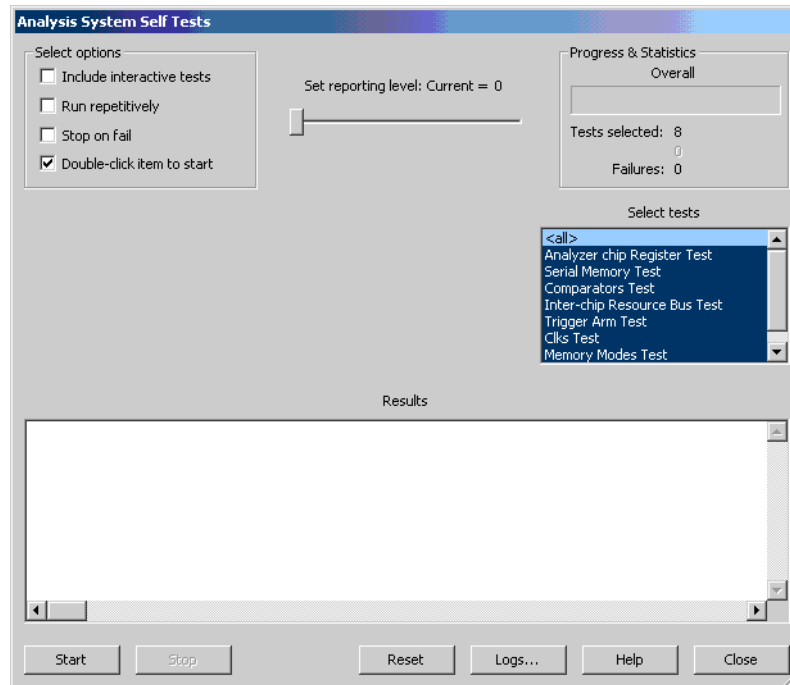 Analysis System Self Tests
Select options
Include interactive tests
Run repetitively
Stop on fail
Double-click item to start
Set reporting level: Current = 0
Progress & Statistics
Overall
Tests selected: 8
0
Failures: 0
Select tests
<all>
Analyzer chip Register Test
Serial Memory Test
Comparators Test
Inter-chip Resource Bus Test
Trigger Arm Test
Clks Test
Memory Modes Test
Results
Start
Stop
Reset
Logs...
Help
Close